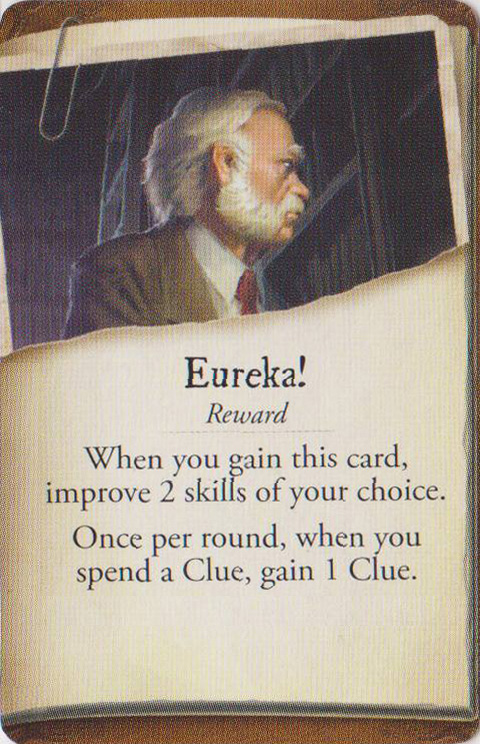 Eureka!
Reward
When you gain this card,
improve 2 skills of your choice.
Once per round, when you
spend a Clue, gain 1 Clue.